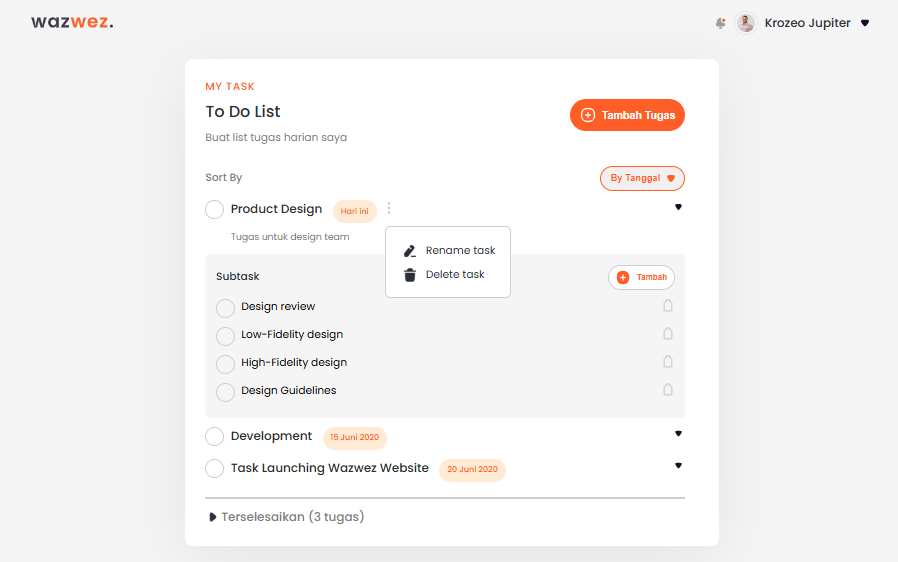 wazwez.
Krozeo Jupiter
MY TASK
To Do List
Tambah Tugas
Buat list tugas harian saya
Sort By
By Tanggal
Product Design
Hari ini
Tugas untuk design team
Rename task
Delete task
Subtask
Tambah
Design review
Low-Fidelity design
High-Fidelity design
Design Guidelines
Development
15 Juni 2020
Task Launching Wazwez Website
20 Juni 2020
Terselesaikan (3 tugas)